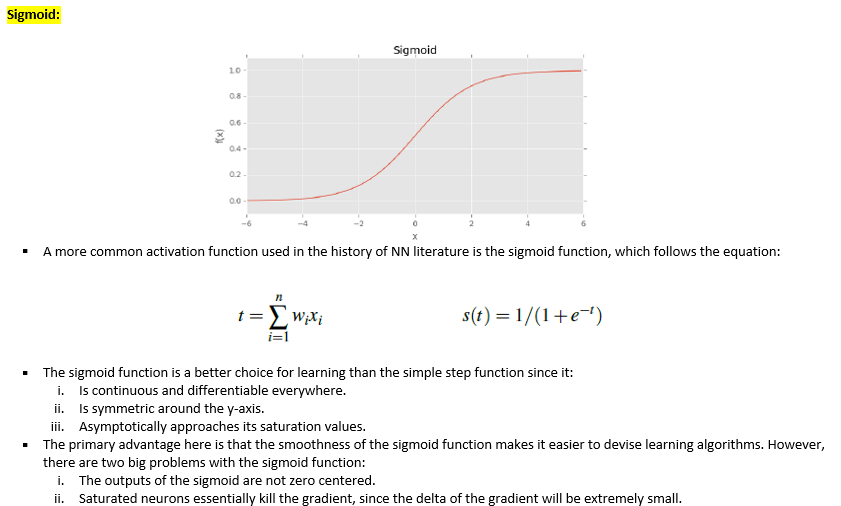 Sigmoid:
Sigmoid
1.0
0.8
0.6
0.4
0.2
0.0
f(x)
-6 -4 -2 0 2 4 6
x
▪ A more common activation function used in the history of NN literature is the sigmoid function, which follows the equation:
t = ∑_{i=1}^{n} w_i x_i s(t) = 1/(1+e^{-t})
▪ The sigmoid function is a better choice for learning than the simple step function since it:
i. Is continuous and differentiable everywhere.
ii. Is symmetric around the y-axis.
iii. Asymptotically approaches its saturation values.
▪ The primary advantage here is that the smoothness of the sigmoid function makes it easier to devise learning algorithms. However,
there are two big problems with the sigmoid function:
i. The outputs of the sigmoid are not zero centered.
ii. Saturated neurons essentially kill the gradient, since the delta of the gradient will be extremely small.